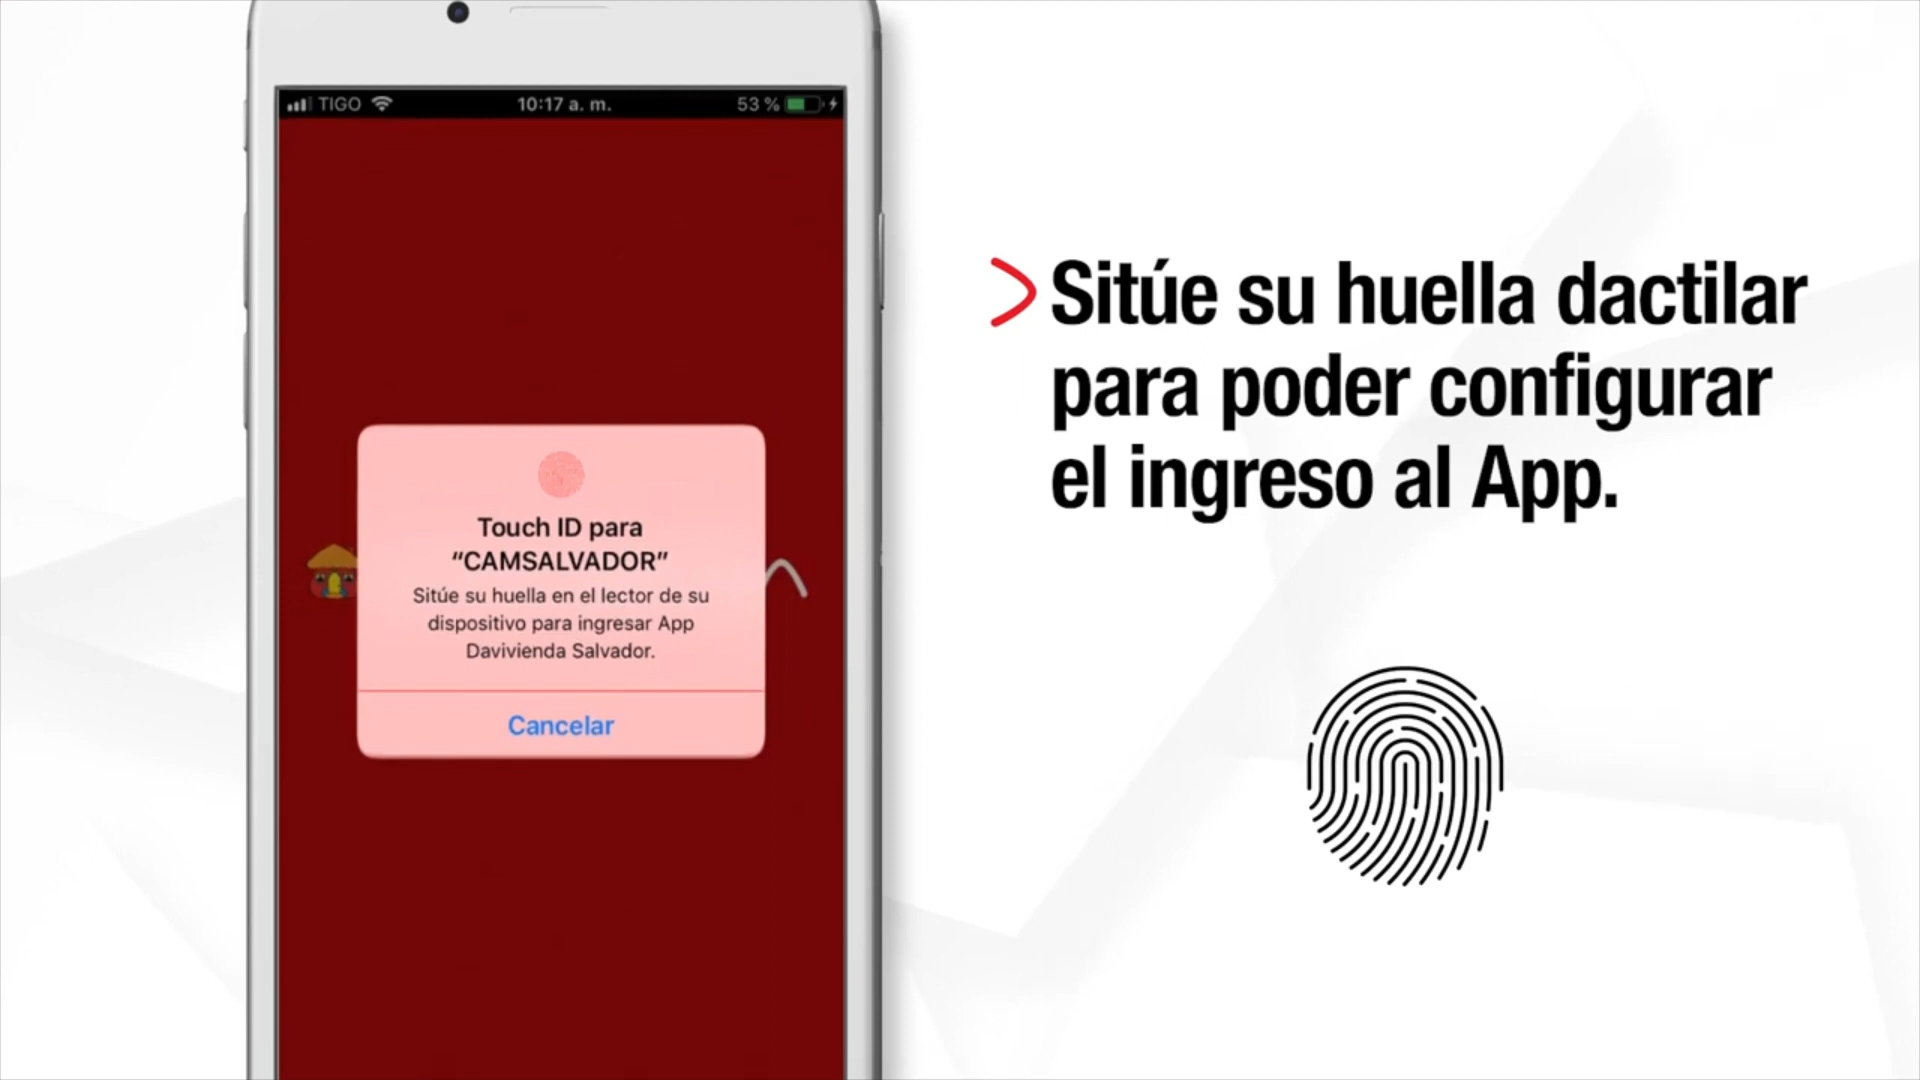 TIGO 10:17 a. m. 53 %
Touch ID para
“CAMSALVADOR”
Sitúe su huella en el lector de su
dispositivo para ingresar App
Davivienda Salvador.
Cancelar
Sitúe su huella dactilar
para poder configurar
el ingreso al App.